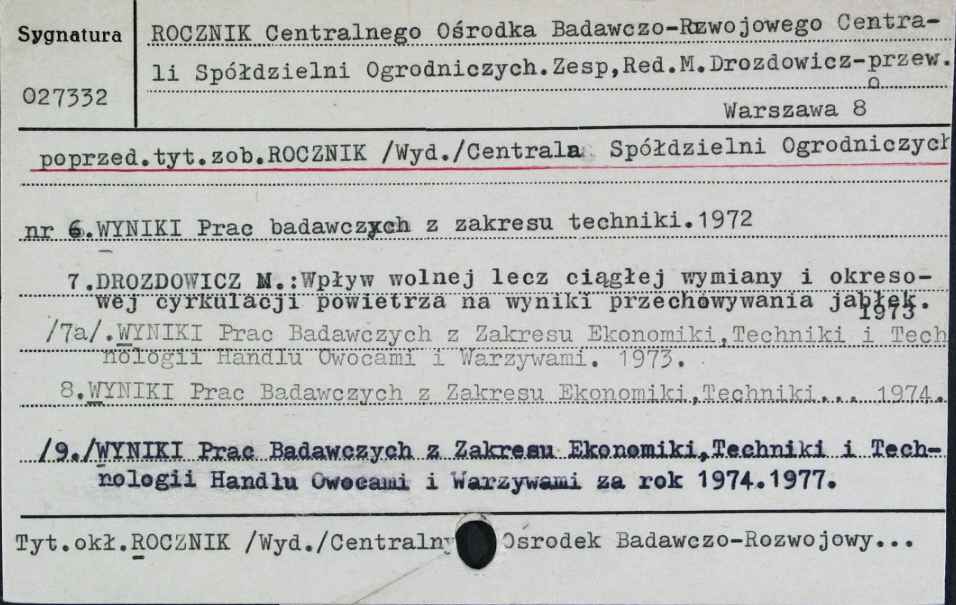 Sygnatura
027332
ROCZNIK Centralnego Ośrodka Badawczo-Rzwojowego Centra-
li Spółdzielni Ogrodniczych.Zesp,Red.M.Drozdowicz-przew.
Warszawa 8
o
poprzed.tyt.zob.ROCZNIK /Wyd./Centrala Spółdzielni Ogrodniczych
nr 6.WYNIKI Prac badawczych z zakresu techniki.1972
7.DROZDOWICZ M.:Wpływ wolnej lecz ciągłej wymiany i okreso-
wej cyrkulacji powietrza na wyniki przechowywania jabłek.
1973
/7a/.WYNIKI Prac Badawczych z Zakresu Ekonomiki,Techniki i Tech
nologii Handlu Owocami i Warzywami. 1973.
8.WYNIKI Prac Badawczych z Zakresu Ekonomiki,Techniki... 1974.
/9./WYNIKI Prac Badawczych z Zakresu Ekonomiki,Techniki i Tech-
nologii Handlu Owocami i Warzywami za rok 1974.1977.
Tyt.okł.ROCZNIK /Wyd./Centralny Osrodek Badawczo-Rozwojowy...